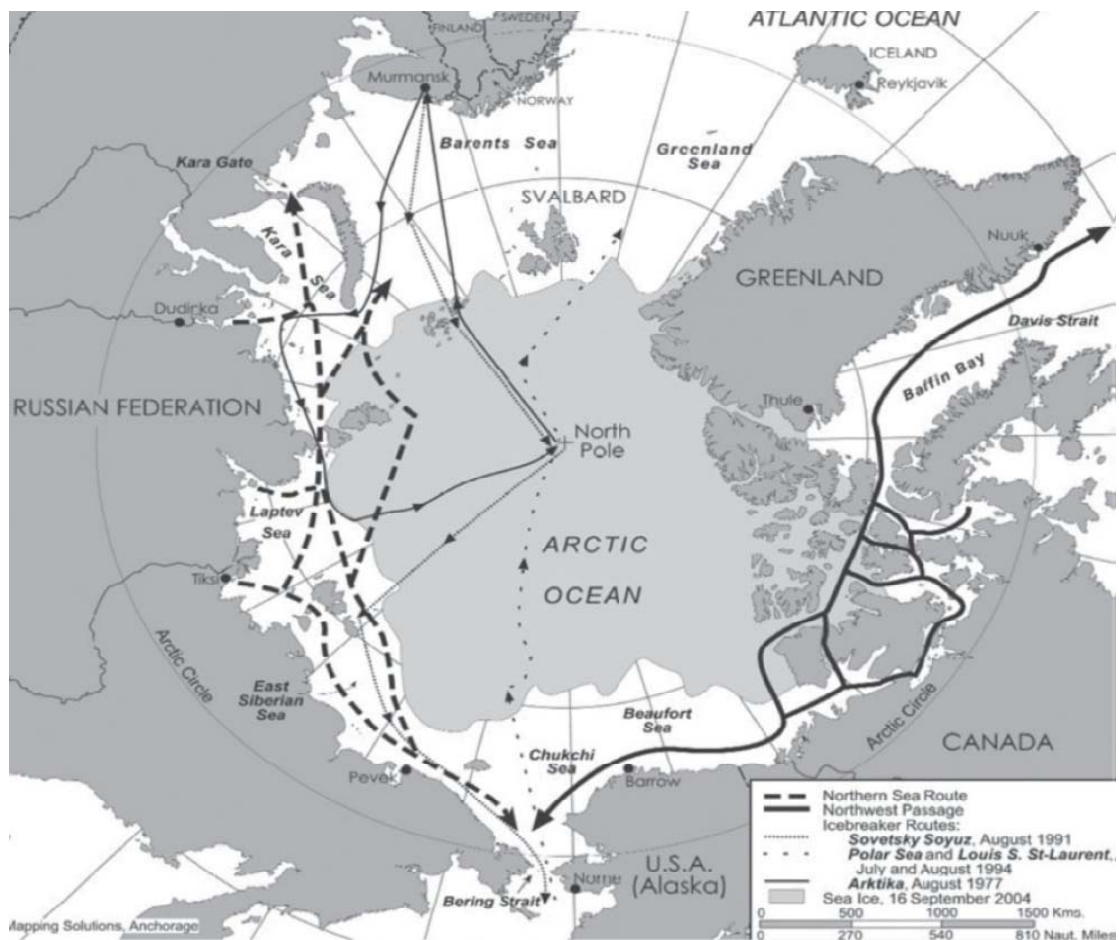 SWEDEN
ATLANTIC OCEAN
FINLAND
ICELAND
Murmansk
Reykjavik
NORWAY
Barents Sea
Greenland
Sea
Kara Gate
SVALBARD
Kara
Sea
Nuuk
GREENLAND
Dudinka
Davis Strait
Baffin Bay
RUSSIAN FEDERATION
Thule
North
Pole
Laptev
Sea
ARCTIC
OCEAN
Tiksi
Arctic Circle
East
Siberian
Sea
Beaufort
Sea
Arctic Circle
Chukchi
Sea
CANADA
Pevek
Barrow
U.S.A.
(Alaska)
Nome
Bering Strait
Mapping Solutions, Anchorage
Northern Sea Route
Northwest Passage
Icebreaker Routes:
Sovetsky Soyuz, August 1991
Polar Sea and Louis S. St-Laurent,
July and August 1994
Arktika, August 1977
Sea Ice, 16 September 2004
0 500 1000 1500 Kms.
0 270 540 810 Naut. Miles